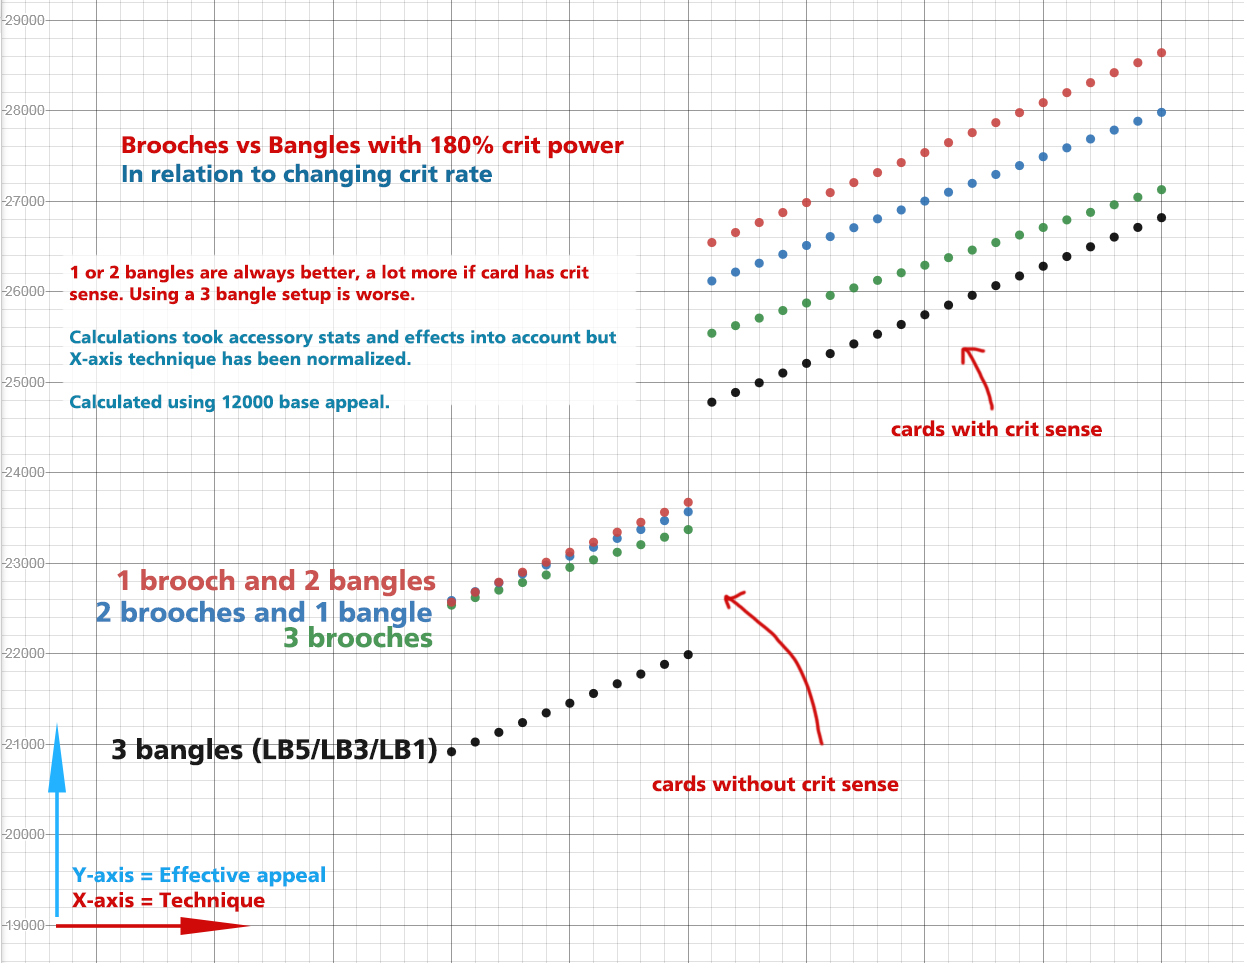 29000
28000
Brooches vs Bangles with 180% crit power
In relation to changing crit rate
27000
1 or 2 bangles are always better, a lot more if card has crit
sense. Using a 3 bangle setup is worse.
26000
Calculations took accessory stats and effects into account but
X-axis technique has been normalized.
25000
Calculated using 12000 base appeal.
cards with crit sense
24000
23000
1 brooch and 2 bangles
2 brooches and 1 bangle
3 brooches
22000
3 bangles (LB5/LB3/LB1)
21000
cards without crit sense
20000
Y-axis = Effective appeal
X-axis = Technique
19000